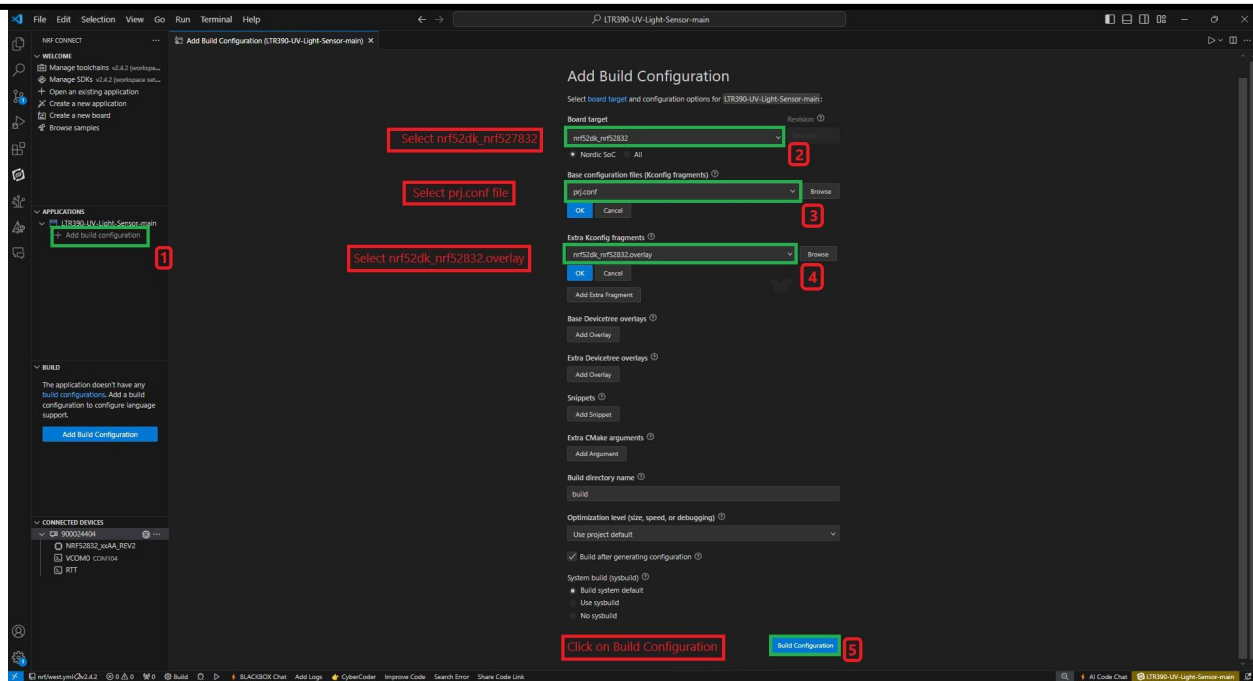 File Edit Selection View Go Run Terminal Help
LTR390-UV-Light-Sensor-main
NRF CONNECT
Add Build Configuration (LTR390-UV-Light-Sensor-main)
WELCOME
Manage toolchains v2.4.2 (workspa...
Manage SDKs v2.4.2 (workspace set...
Open an existing application
Create a new application
Create a new board
Browse samples
APPLICATIONS
LTR390-UV-Light-Sensor-main
Add build configuration
1
BUILD
The application doesn't have any
build configurations. Add a build
configuration to configure language
support.
Add Build Configuration
CONNECTED DEVICES
900024404
NRF52832_xxAA_REV2
VCOM0 COM104
RTT
Add Build Configuration
Select board target and configuration options for LTR390-UV-Light-Sensor-main:
Board target Revision
Select nrf52dk_nrf527832
nrf52dk_nrf52832
2
Nordic SoC All
Base configuration files (Kconfig fragments)
Select prj.conf file
prj.conf Browse
OK Cancel
3
Extra Kconfig fragments
Select nrf52dk_nrf52832.overlay
nrf52dk_nrf52832.overlay Browse
OK Cancel
4
Add Extra Fragment
Base Devicetree overlays
Add Overlay
Extra Devicetree overlays
Add Overlay
Snippets
Add Snippet
Extra CMake arguments
Add Argument
Build directory name
build
Optimization level (size, speed, or debugging)
Use project default
Build after generating configuration
System build (sysbuild)
Build system default
Use sysbuild
No sysbuild
Click on Build Configuration
Build Configuration
5
nrf/west.yml v2.4.2 0 0 0 Build BLACKBOX Chat Add Logs CyberCoder Improve Code Search Error Share Code Link
AI Code Chat LTR390-UV-Light-Sensor-main